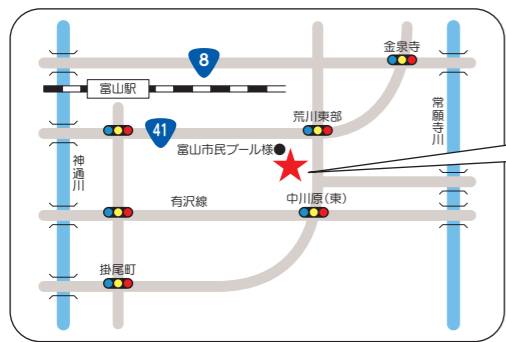 金泉寺
8
富山駅
荒川東部
常願寺川
41
富山市民プール様
神通川
有沢線
中川原(東)
掛尾町